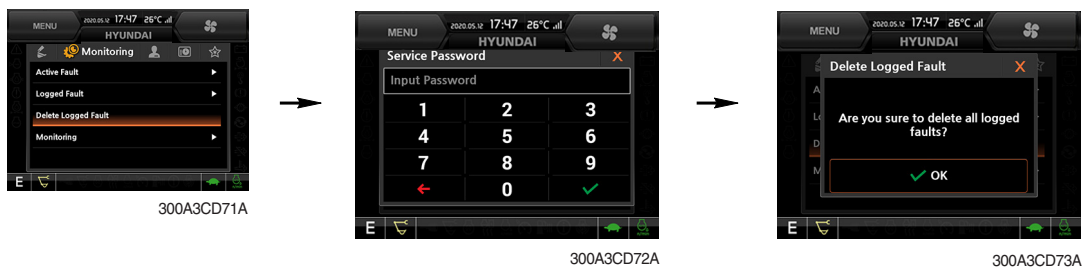 MENU
2020.05.12 17:47 26°C
HYUNDAI
Monitoring
Active Fault
Logged Fault
Delete Logged Fault
Monitoring
E
300A3CD71A
MENU
2020.05.12 17:47 26°C
HYUNDAI
Service Password X
Input Password
1 2 3
4 5 6
7 8 9
0
E
300A3CD72A
MENU
2020.05.12 17:47 26°C
HYUNDAI
Delete Logged Fault X
A
Lo
D
M
Are you sure to delete all logged
faults?
OK
E
300A3CD73A